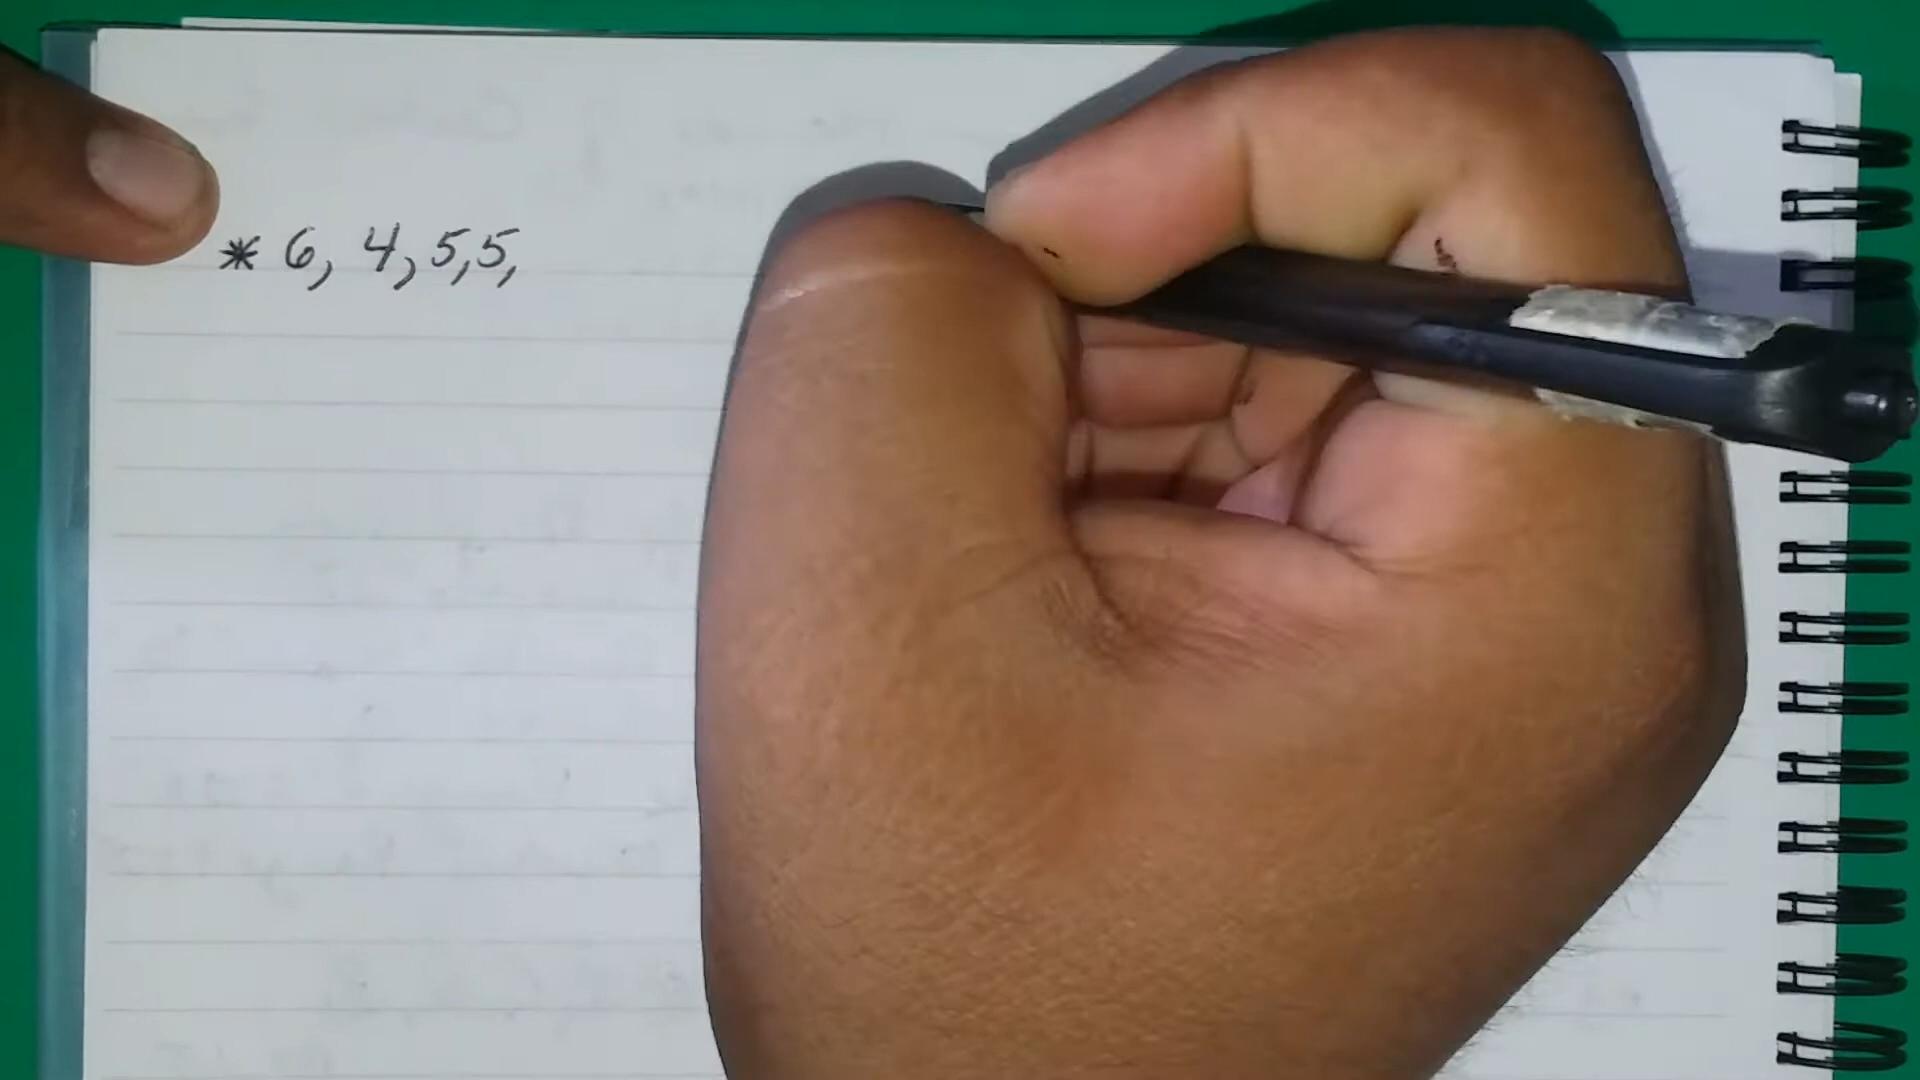 * 6, 4, 5, 5,